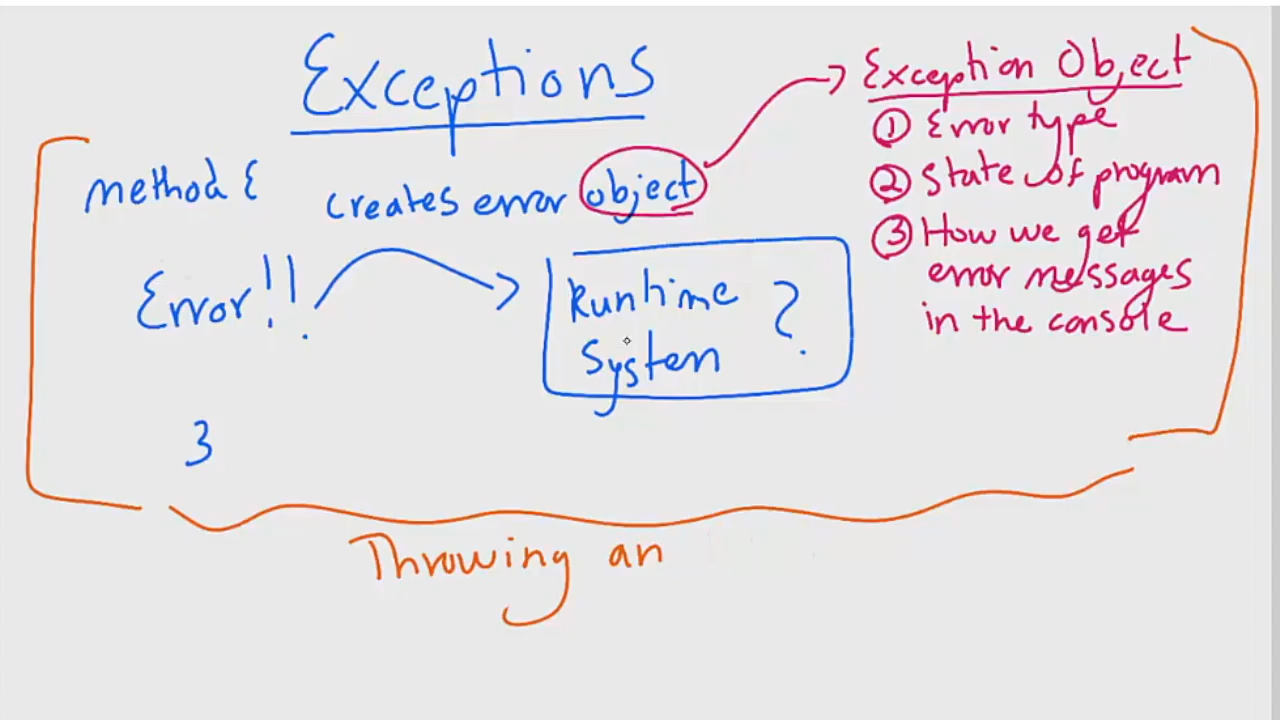 Exceptions
method {
creates error object
Error!!
Runtime
System ?
}
Exception Object
① Error type
② State of program
③ How we get
error messages
in the console
Throwing an